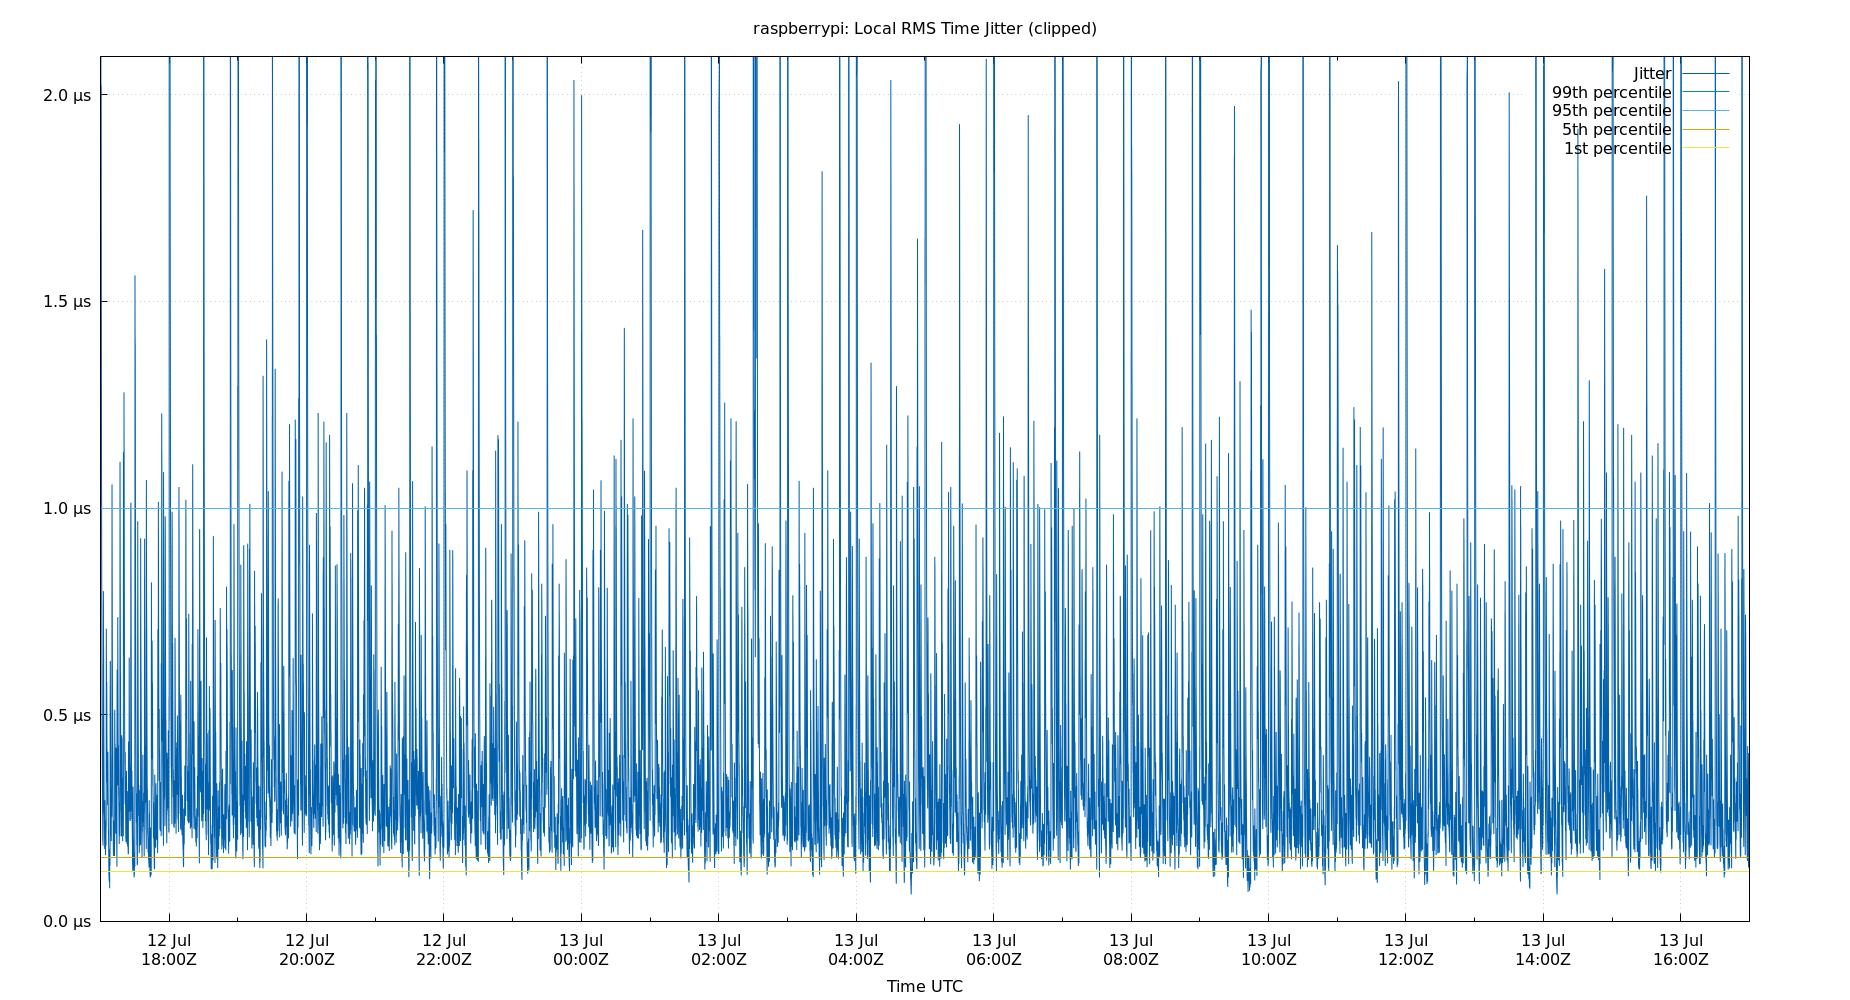 raspberrypi: Local RMS Time Jitter (clipped)
Jitter
99th percentile
95th percentile
5th percentile
1st percentile
2.0 µs
1.5 µs
1.0 µs
0.5 µs
0.0 µs
12 Jul 12 Jul 12 Jul 13 Jul 13 Jul 13 Jul 13 Jul 13 Jul 13 Jul 13 Jul 13 Jul 13 Jul
18:00Z 20:00Z 22:00Z 00:00Z 02:00Z 04:00Z 06:00Z 08:00Z 10:00Z 12:00Z 14:00Z 16:00Z
Time UTC